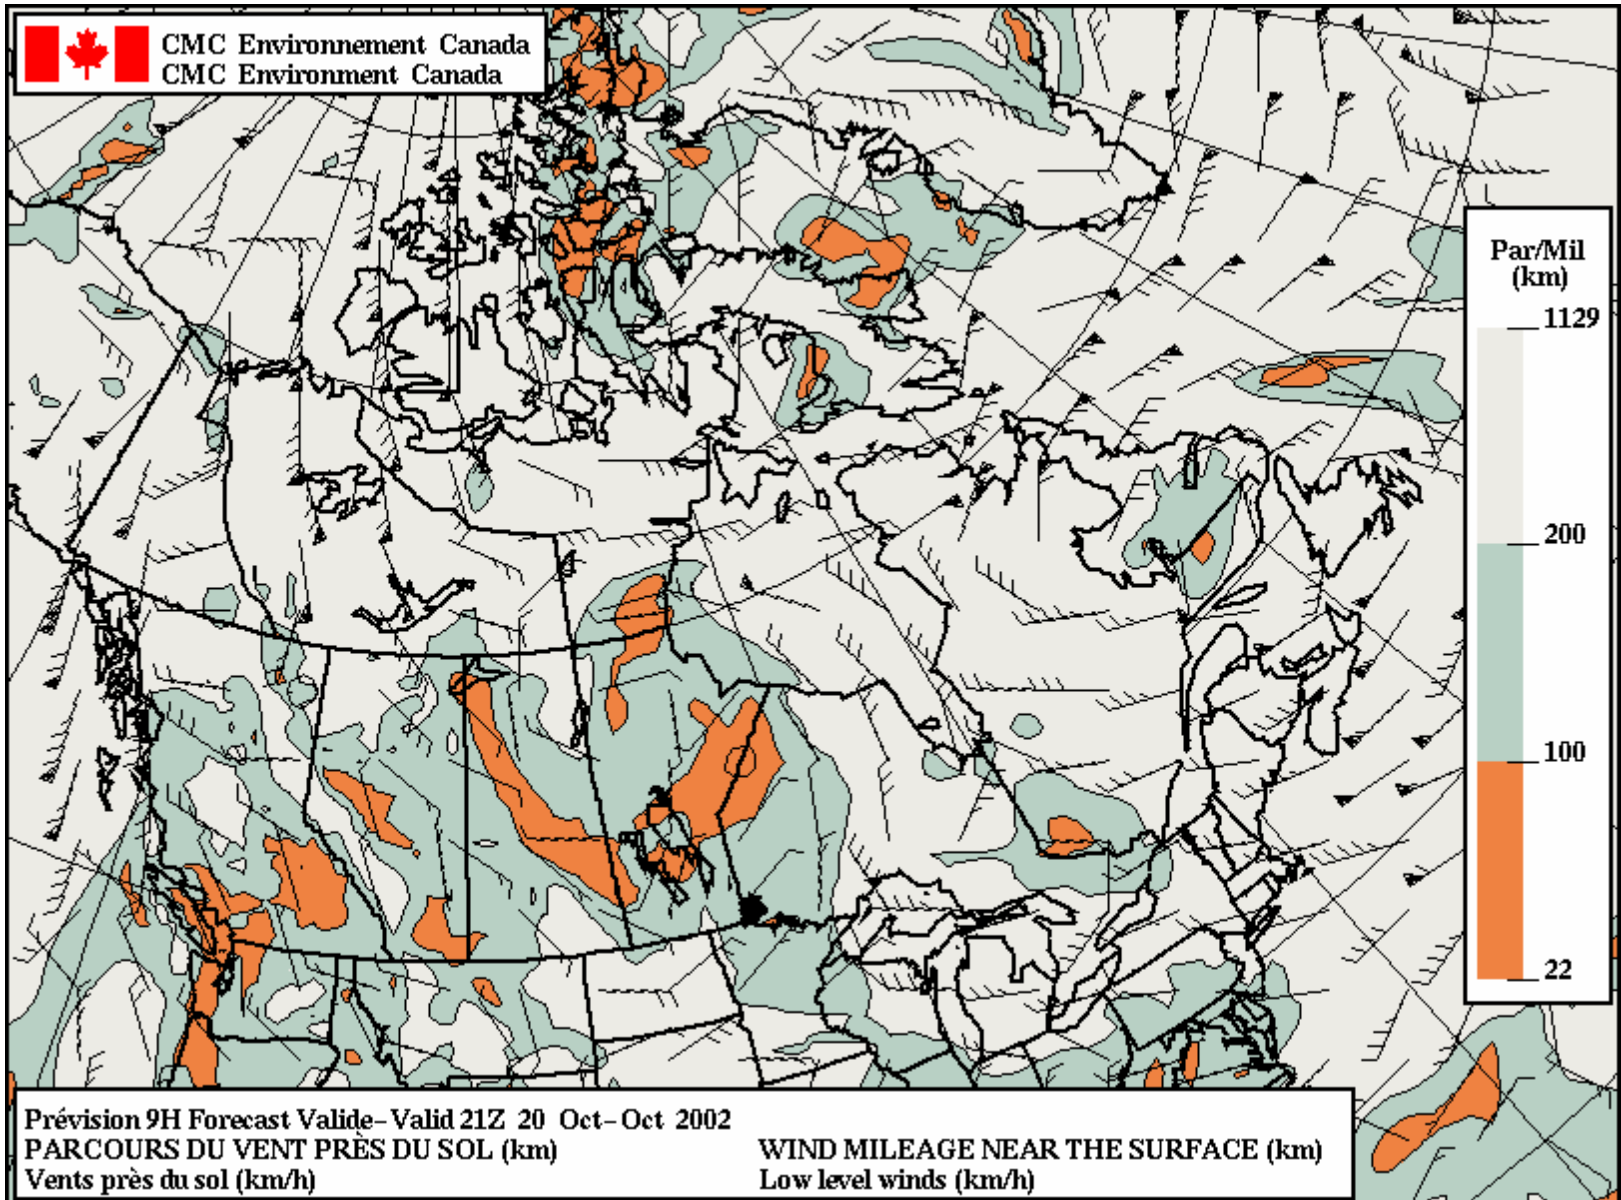 CMC Environnement Canada
CMC Environment Canada
Par/Mil
(km)
1129
200
100
22
Prévision 9H Forecast Valide-Valid 21Z 20 Oct-Oct 2002
PARCOURS DU VENT PRÈS DU SOL (km) WIND MILEAGE NEAR THE SURFACE (km)
Vents près du sol (km/h) Low level winds (km/h)